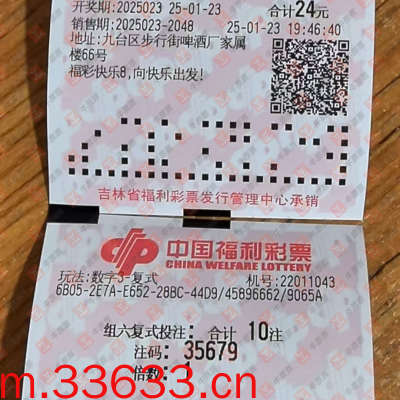 开奖期:2025023 25-01-23 合计24元
销售期:2025023-2048 25-01-23 19:46:40
地址:九台区步行街啤酒厂家属
楼66号
福彩快乐8,向快乐出发!
吉林省福利彩票发行管理中心承销
中国福利彩票
CHINA WELFARE LOTTERY
玩法:数字3-复式 机号:22011043
6B05-2E7A-E652-28BC-44D9/45896662/9065A
组六复式投注: 合计 10注
注码: 35679
倍数: 1
m.33633.cn